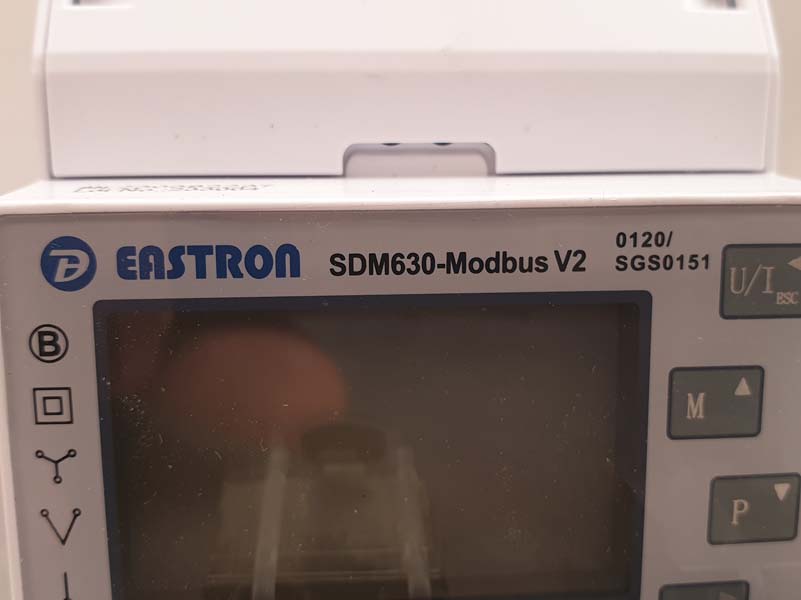 EASTRON SDM630-Modbus V2
0120/
SGS0151
U/I
ESC
B
M
P